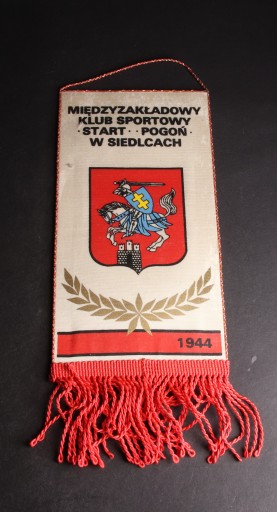 MIĘDZYZAKŁADOWY
KLUB SPORTOWY
·START··POGOŃ·
W SIEDLCACH
1944